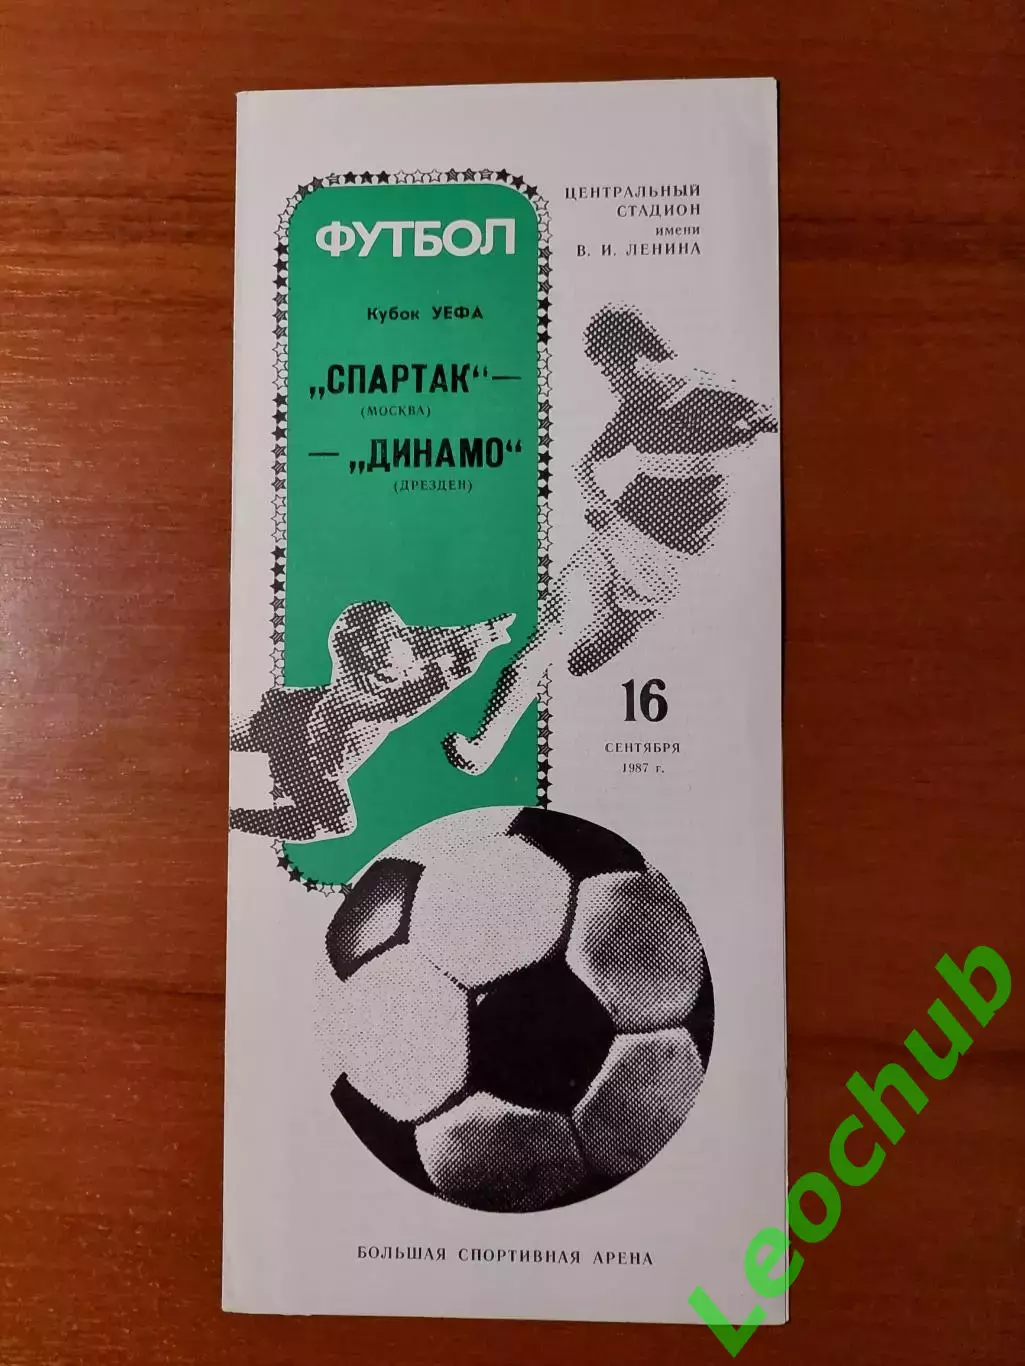 ЦЕНТРАЛЬНЫЙ
СТАДИОН
имени
В. И. ЛЕНИНА
ФУТБОЛ
Кубок УЕФА
„СПАРТАК“—
(МОСКВА)
—„ДИНАМО“
(ДРЕЗДЕН)
16
СЕНТЯБРЯ
1987 г.
БОЛЬШАЯ СПОРТИВНАЯ АРЕНА
Leochub